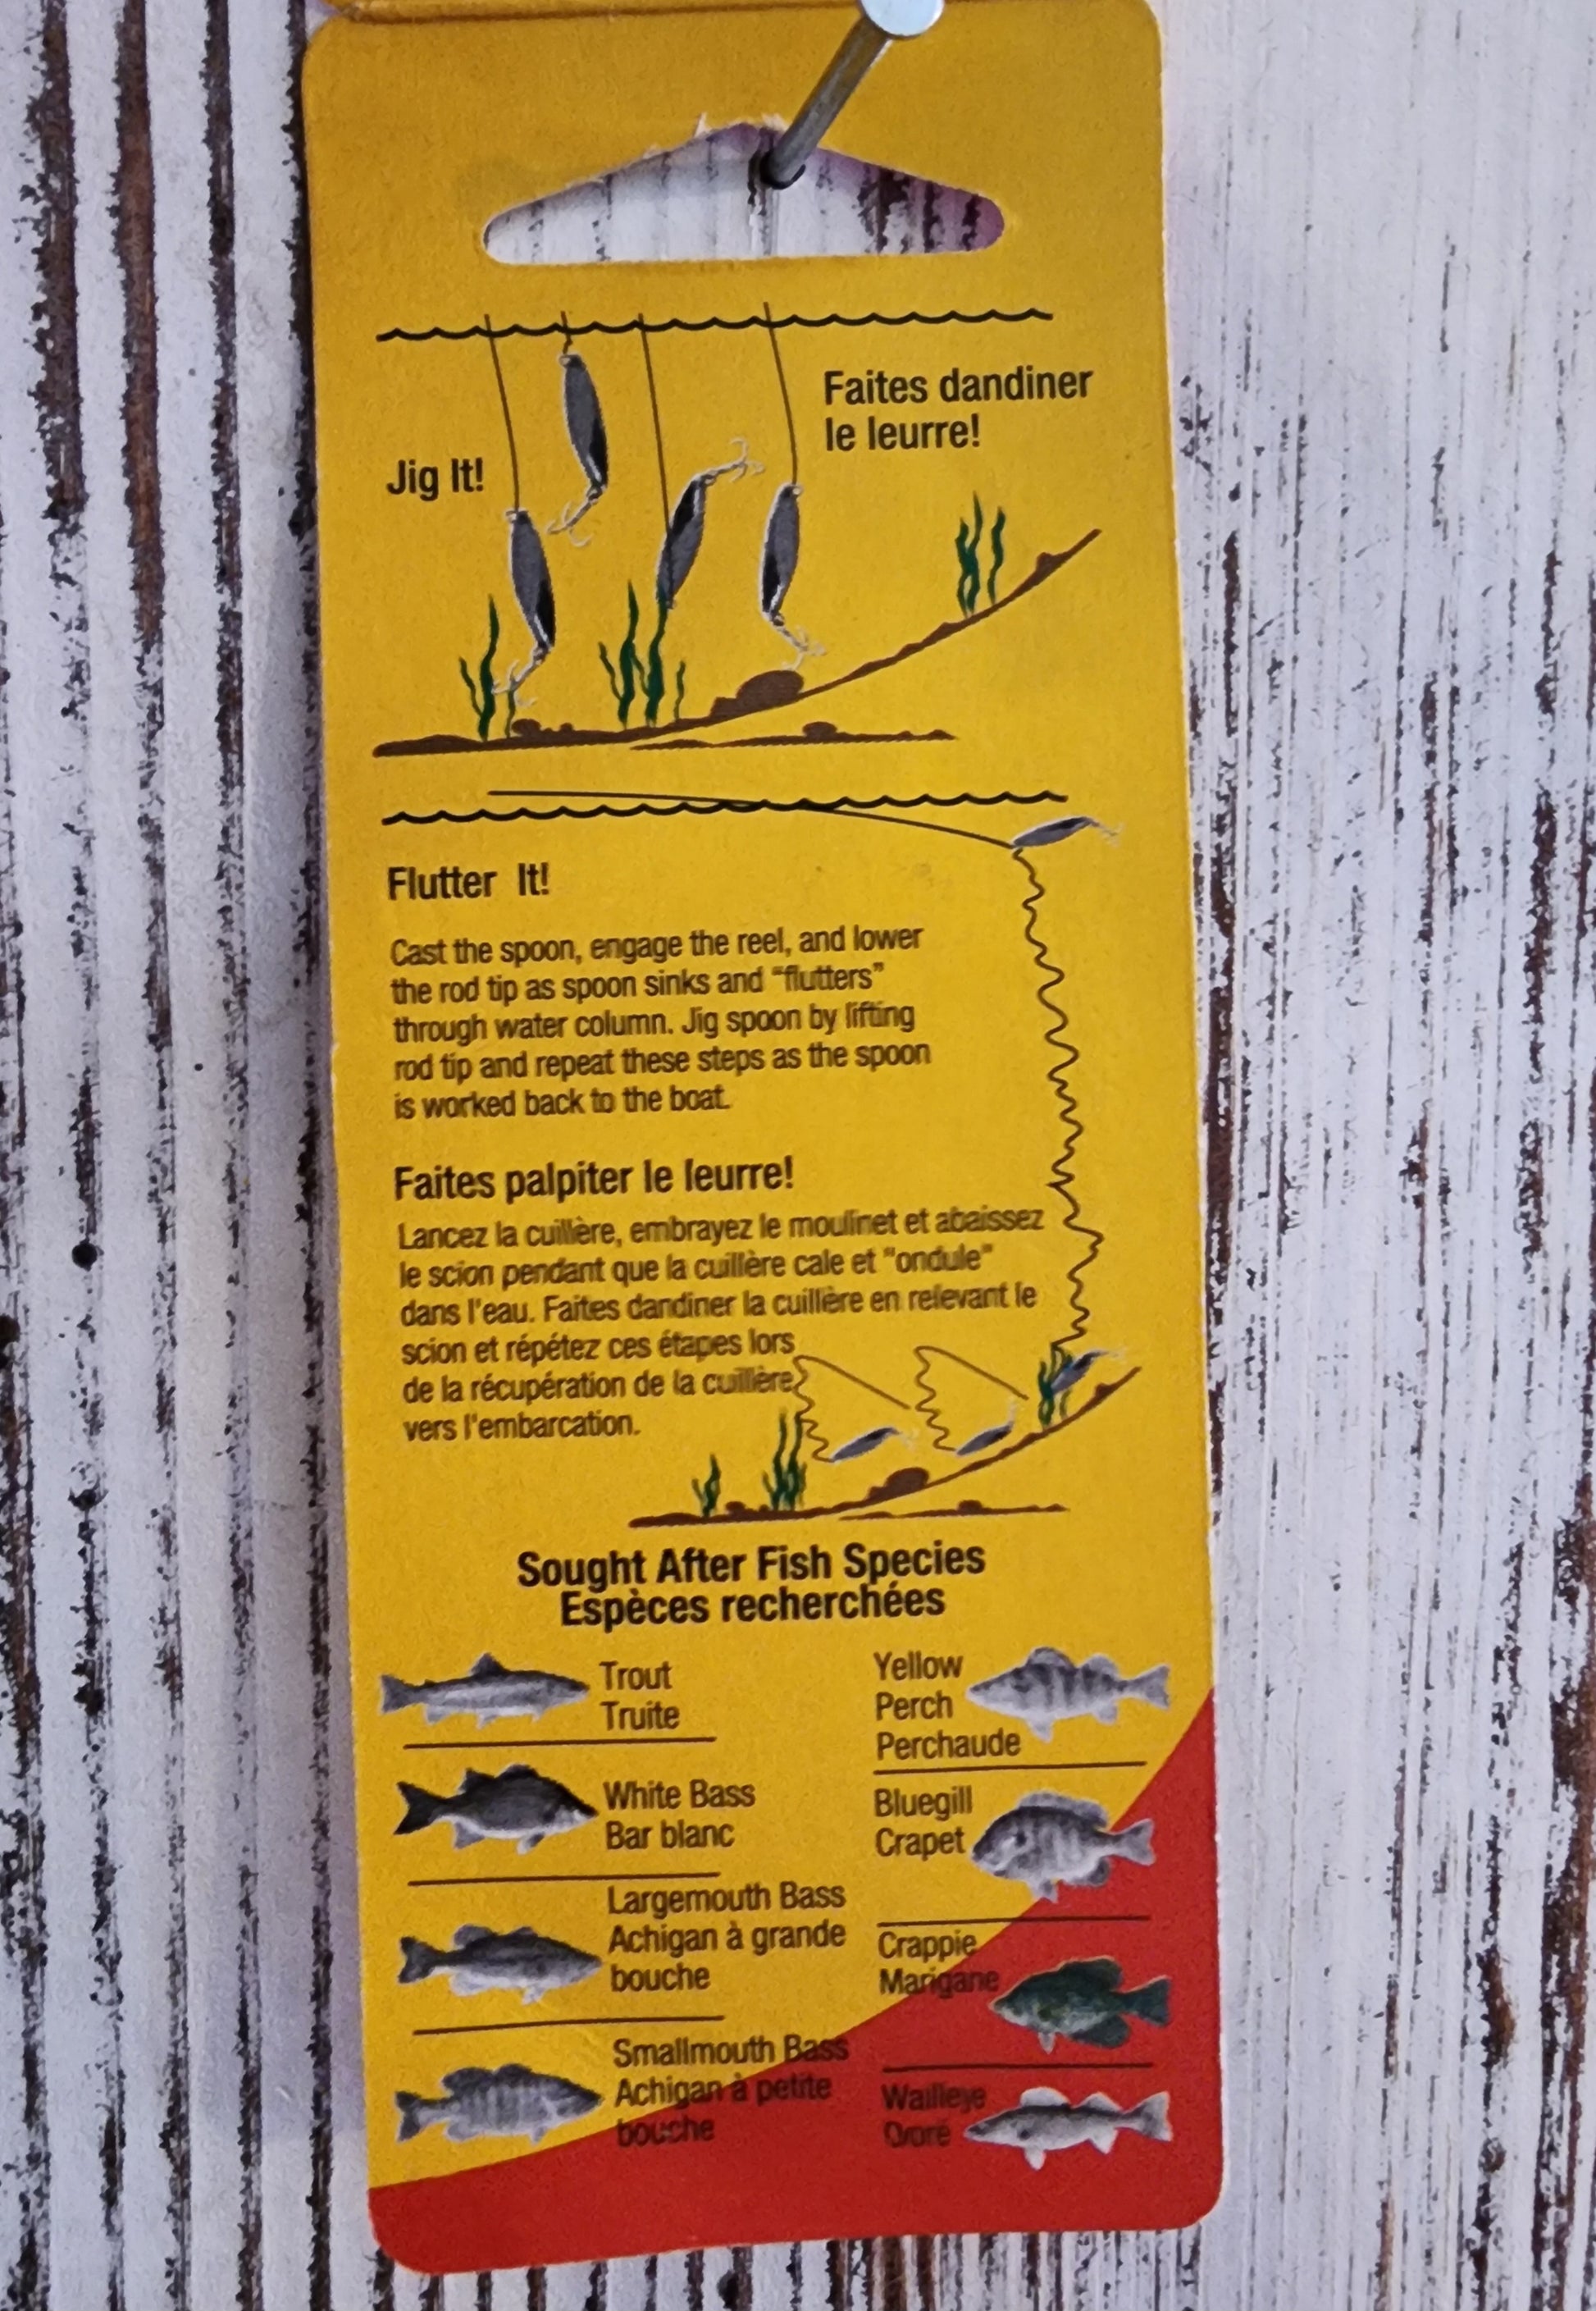 Jig It!
Faites dandiner
le leurre!
Flutter It!
Cast the spoon, engage the reel, and lower
the rod tip as spoon sinks and "flutters"
through water column. Jig spoon by lifting
rod tip and repeat these steps as the spoon
is worked back to the boat.
Faites palpiter le leurre!
Lancez la cuillère, embrayez le moulinet et abaissez
le scion pendant que la cuillère cale et "ondule"
dans l'eau. Faites dandiner la cuillère en relevant le
scion et répétez ces étapes lors
de la récupération de la cuillère
vers l'embarcation.
Sought After Fish Species
Espèces recherchées
Trout
Truite
White Bass
Bar blanc
Largemouth Bass
Achigan à grande
bouche
Smallmouth Bass
Achigan à petite
bouche
Yellow
Perch
Perchaude
Bluegill
Crapet
Crappie
Marigane
Walleye
Doré